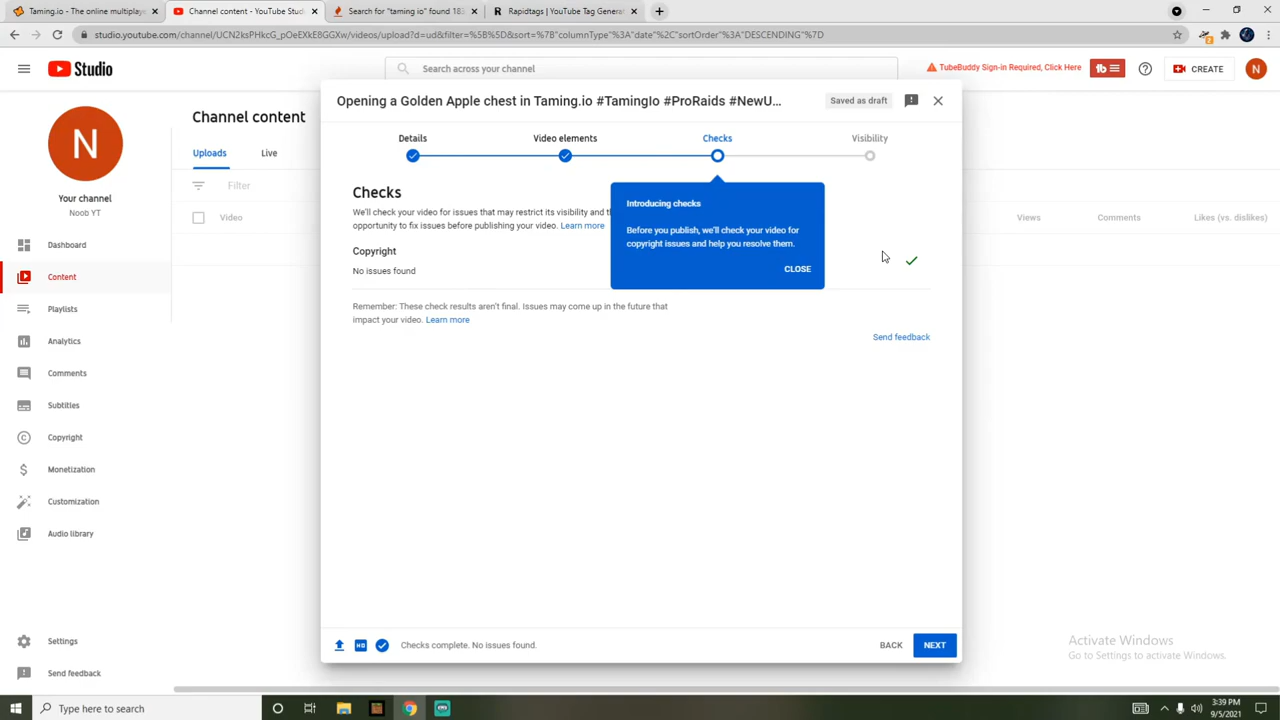 Taming.io - The online multiplaye
Channel content - YouTube Studio
Search for "taming io" found 183
Rapidtags | YouTube Tag Generat
studio.youtube.com/channel/UCN2sPHkcG_pOeEXkE8GGXw/videos/upload?d=ud&filter=%5B%5D&sort=%7B"columnType"%3A"date"%2C"sortOrder"%3A"DESCENDING"%7D
Studio
Search across your channel
TubeBuddy Sign-in Required, Click Here
tb
CREATE
N
N
Your channel
Noob YT
Dashboard
Content
Playlists
Analytics
Comments
Subtitles
Copyright
Monetization
Customization
Audio library
Settings
Send feedback
Channel content
Uploads
Live
Filter
Video
Views
Comments
Likes (vs. dislikes)
Opening a Golden Apple chest in Taming.io #TamingIo #ProRaids #NewU...
Saved as draft
Details
Video elements
Checks
Visibility
Checks
We'll check your video for issues that may restrict its visibility and th
opportunity to fix issues before publishing your video. Learn more
Copyright
No issues found
Introducing checks
Before you publish, we'll check your video for
copyright issues and help you resolve them.
CLOSE
Remember: These check results aren't final. Issues may come up in the future that
impact your video. Learn more
Send feedback
HD
Checks complete. No issues found.
BACK
NEXT
Activate Windows
Go to Settings to activate Windows.
Type here to search
3:39 PM
9/5/2021